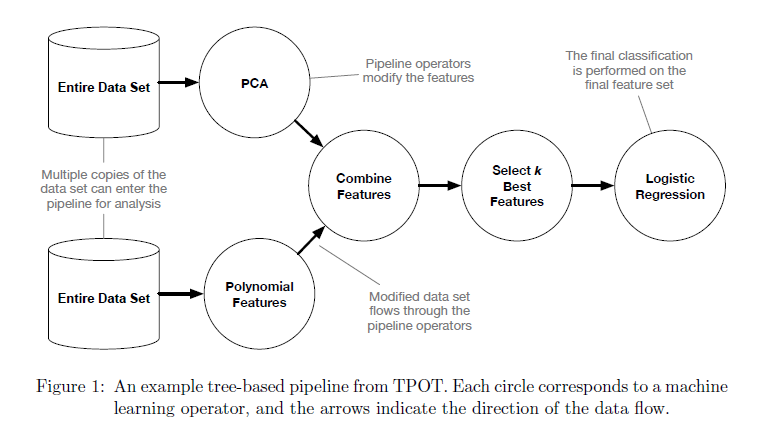 Entire Data Set
PCA
Pipeline operators
modify the features
The final classification
is performed on the
final feature set
Multiple copies of the
data set can enter the
pipeline for analysis
Combine
Features
Select k
Best
Features
Logistic
Regression
Entire Data Set
Polynomial
Features
Modified data set
flows through the
pipeline operators
Figure 1: An example tree-based pipeline from TPOT. Each circle corresponds to a machine
learning operator, and the arrows indicate the direction of the data flow.